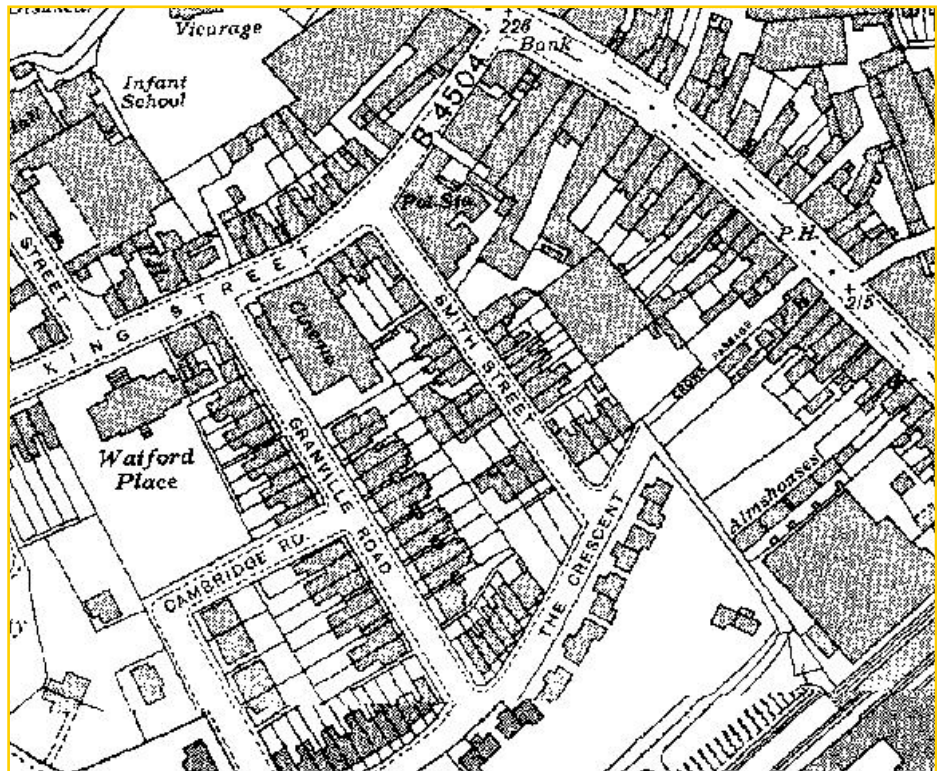 Vicarage
226
Bank
Infant
School
B 4504
Pol. Sta.
P.H.
STREET
KING STREET
Cinema
SMITH STREET
215
PASSAGE
Watford
Place
GRANVILLE ROAD
Almshouses
CAMBRIDGE RD.
THE CRESCENT